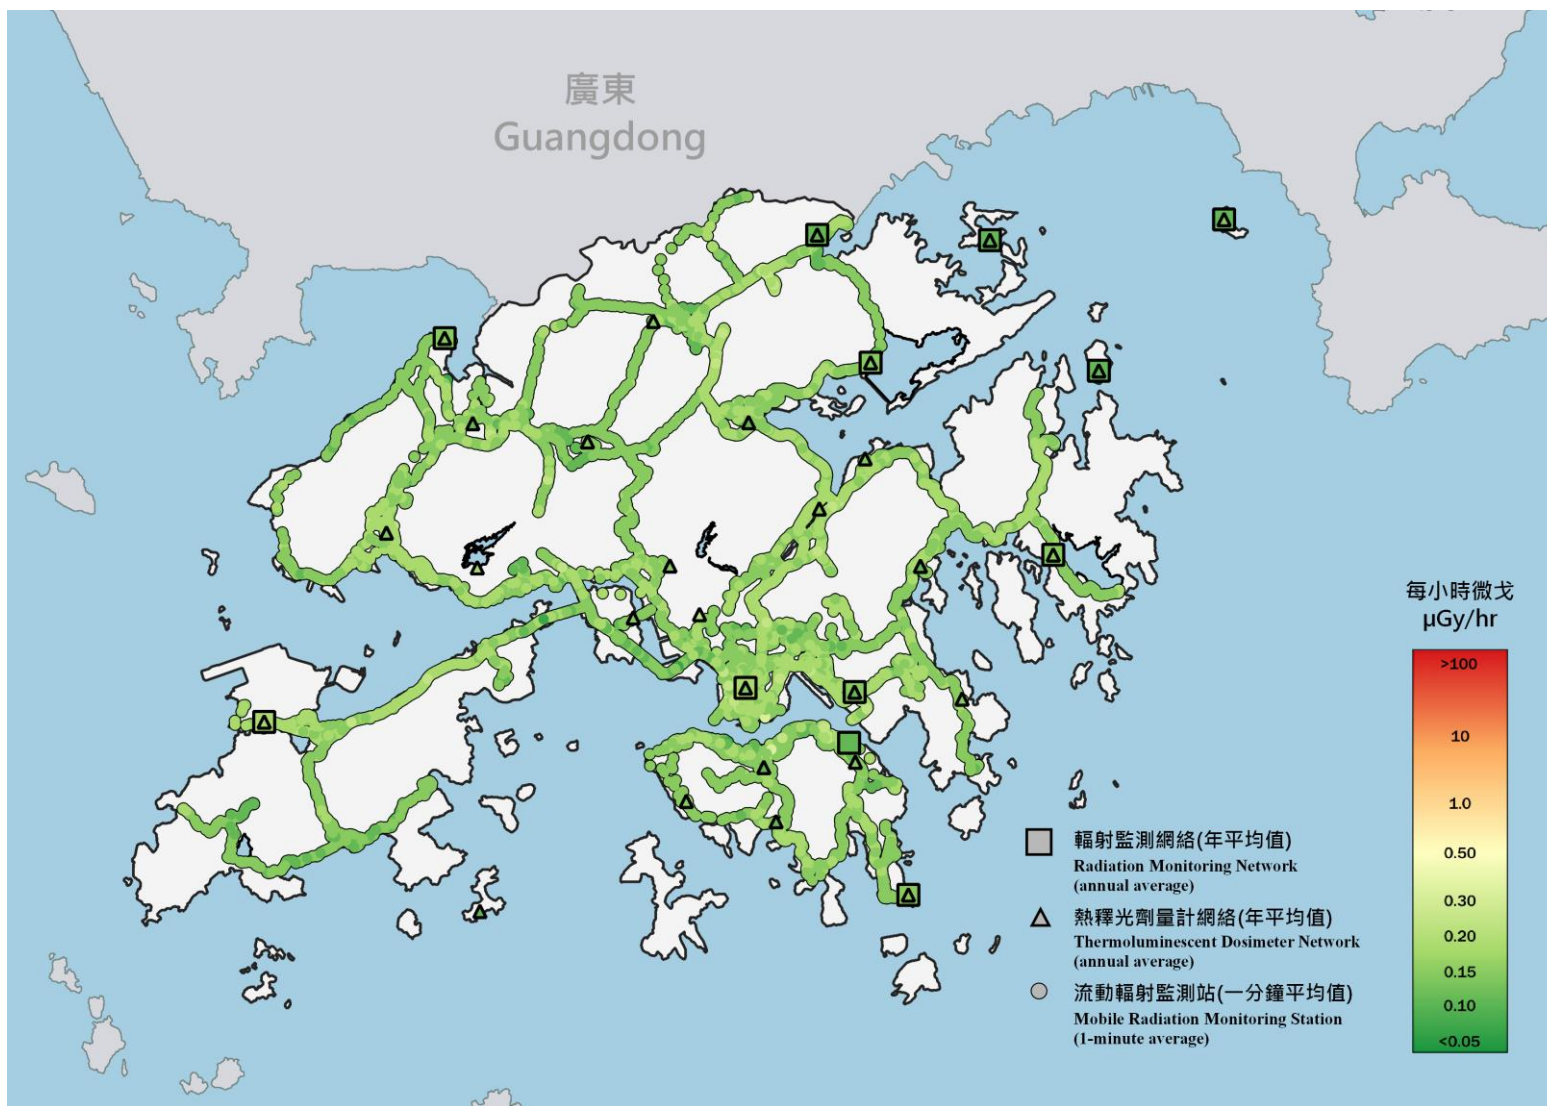 廣東
Guangdong
每小時微戈
μGy/hr
>100
10
1.0
0.50
0.30
0.20
0.15
0.10
<0.05
輻射監測網絡(年平均值)
Radiation Monitoring Network
(annual average)
熱釋光劑量計網絡(年平均值)
Thermoluminescent Dosimeter Network
(annual average)
流動輻射監測站(一分鐘平均值)
Mobile Radiation Monitoring Station
(1-minute average)